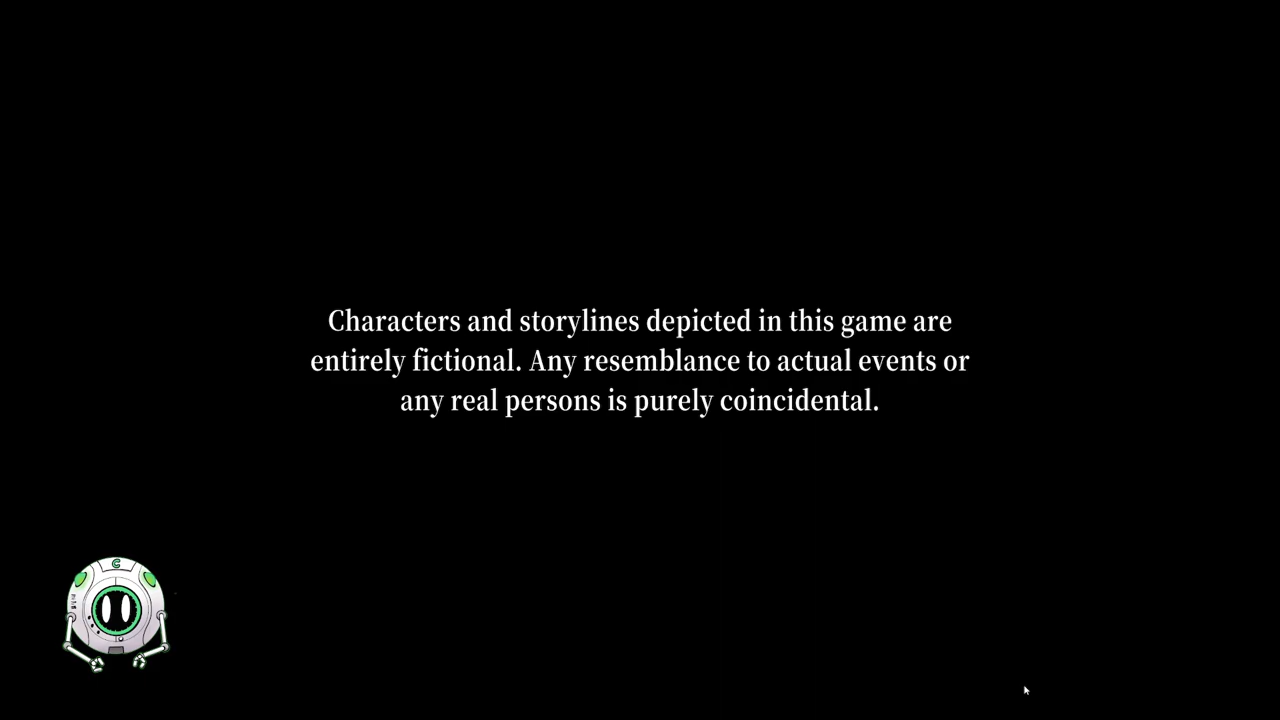 Characters and storylines depicted in this game are
entirely fictional. Any resemblance to actual events or
any real persons is purely coincidental.
C